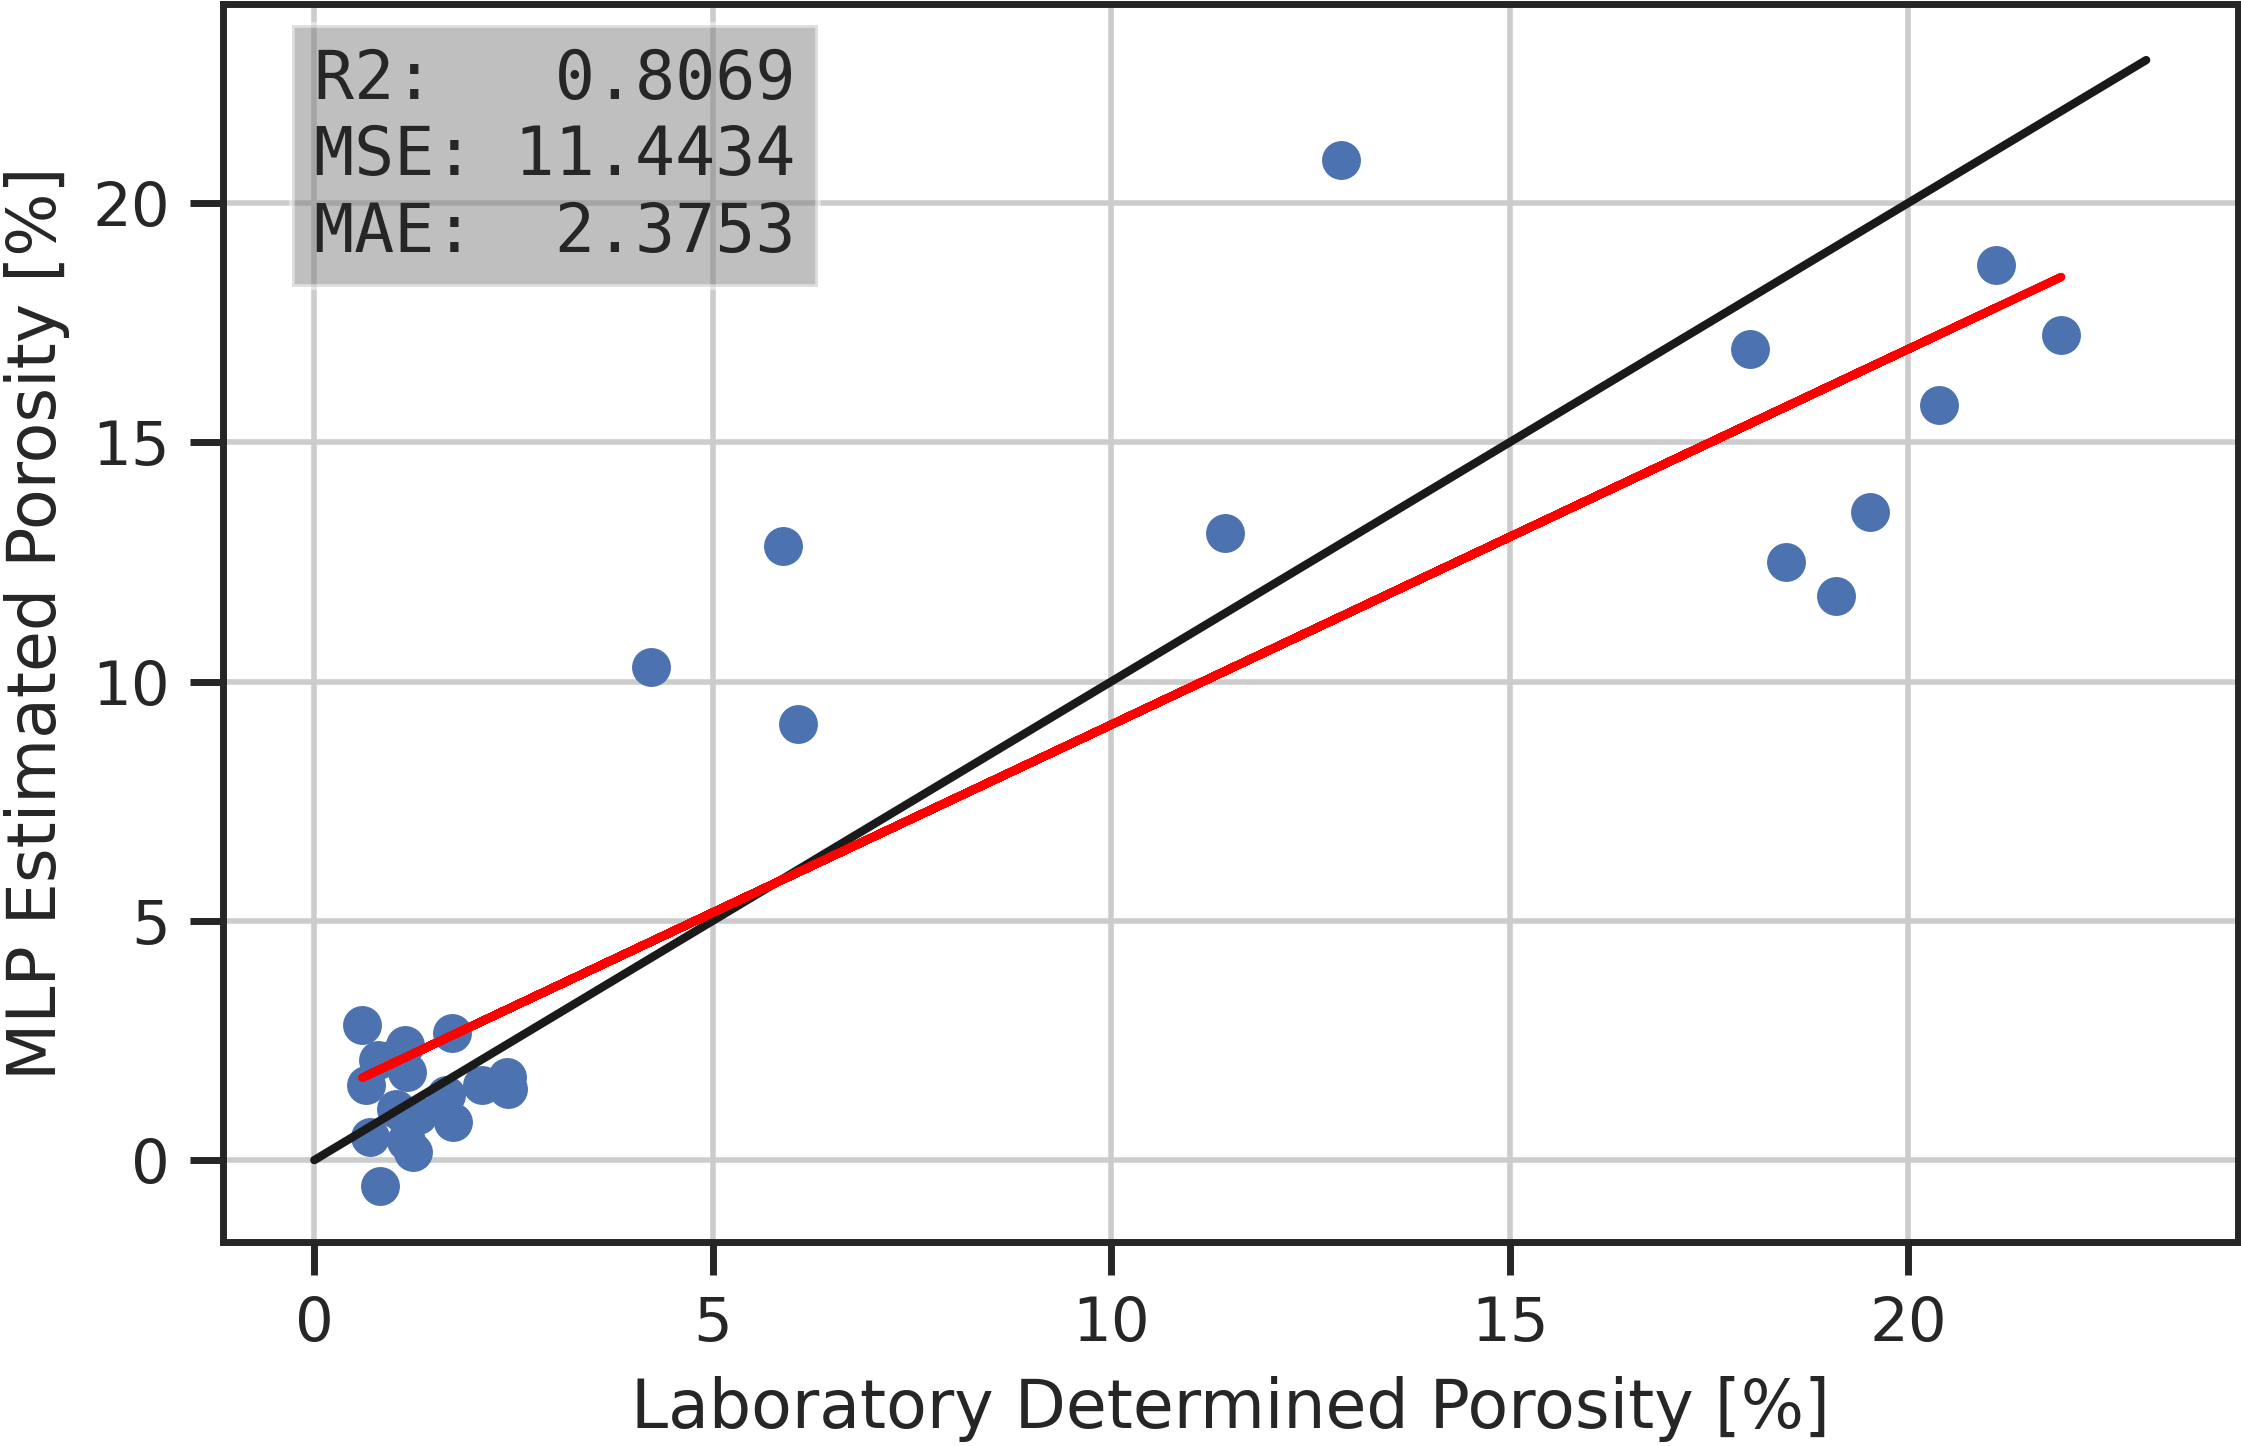 R2: 0.8069
MSE: 11.4434
MAE: 2.3753
MLP Estimated Porosity [%]
20
15
10
5
0
0 5 10 15 20
Laboratory Determined Porosity [%]